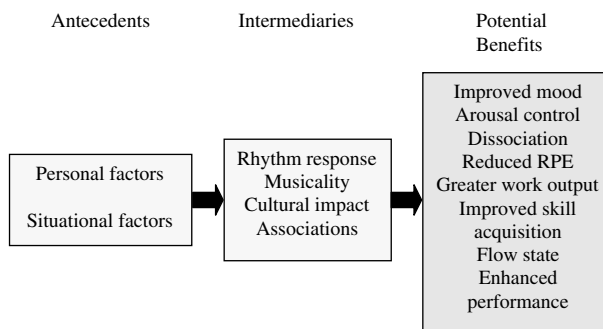 Antecedents
Intermediaries
Potential
Benefits
Personal factors
Situational factors
Rhythm response
Musicality
Cultural impact
Associations
Improved mood
Arousal control
Dissociation
Reduced RPE
Greater work output
Improved skill
acquisition
Flow state
Enhanced
performance